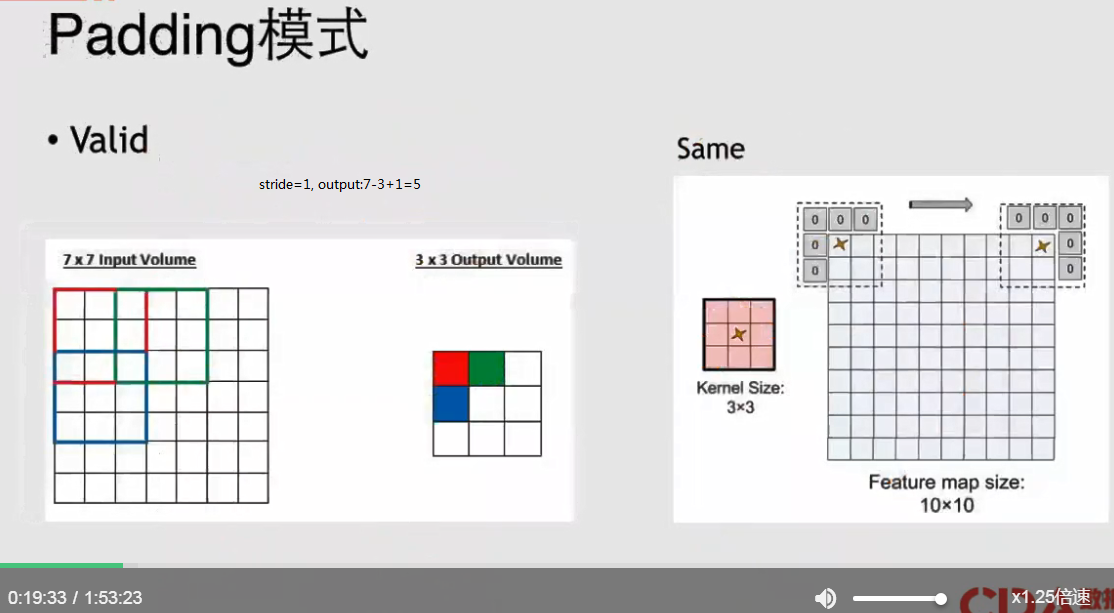 Padding模式
• Valid
Same
stride=1, output:7-3+1=5
7 x 7 Input Volume
3 x 3 Output Volume
0 0 0
0
0
0 0 0
0
0
Kernel Size:
3×3
Feature map size:
10×10
0:19:33 / 1:53:23
x1.25倍速